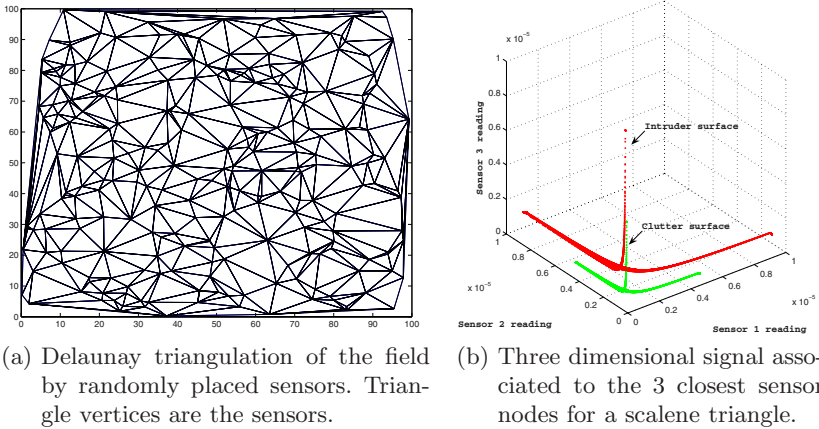 100
90
80
70
60
50
40
30
20
10
0
0 10 20 30 40 50 60 70 80 90 100
x 10⁻⁵
1
0.8
0.6
0.4
0.2
0
Sensor 3 reading
Intruder surface
Clutter surface
1
0.8
0.6
0.4
0.2
0
x 10⁻⁵
Sensor 2 reading
0
0.2
0.4
0.6
0.8
1
x 10⁻⁵
Sensor 1 reading
(a) Delaunay triangulation of the field
by randomly placed sensors. Trian-
gle vertices are the sensors.
(b) Three dimensional signal asso-
ciated to the 3 closest sensor
nodes for a scalene triangle.